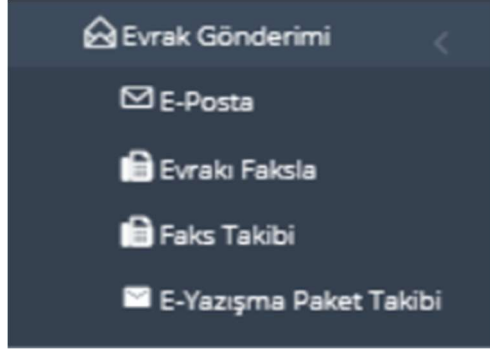 Evrak Gönderimi
E-Posta
Evrakı Faksla
Faks Takibi
E-Yazışma Paket Takibi